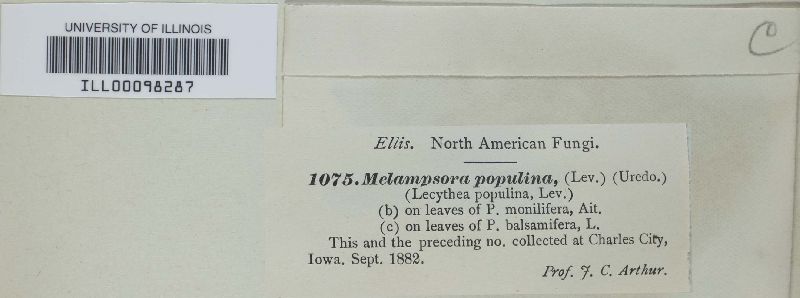 UNIVERSITY OF ILLINOIS
ILL00098287
C
Ellis. North American Fungi.
1075. Melampsora populina, (Lev.) (Uredo.)
(Lecythea populina, Lev.)
(b) on leaves of P. monilifera, Ait.
(c) on leaves of P. balsamifera, L.
This and the preceding no. collected at Charles City,
Iowa. Sept. 1882.
Prof. J. C. Arthur.